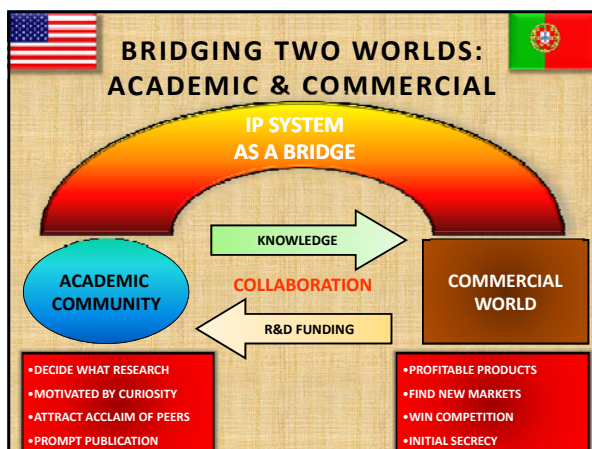 BRIDGING TWO WORLDS:
ACADEMIC & COMMERCIAL
IP SYSTEM
AS A BRIDGE
KNOWLEDGE
ACADEMIC
COMMUNITY
COLLABORATION
COMMERCIAL
WORLD
R&D FUNDING
•DECIDE WHAT RESEARCH
•MOTIVATED BY CURIOSITY
•ATTRACT ACCLAIM OF PEERS
•PROMPT PUBLICATION
•PROFITABLE PRODUCTS
•FIND NEW MARKETS
•WIN COMPETITION
•INITIAL SECRECY